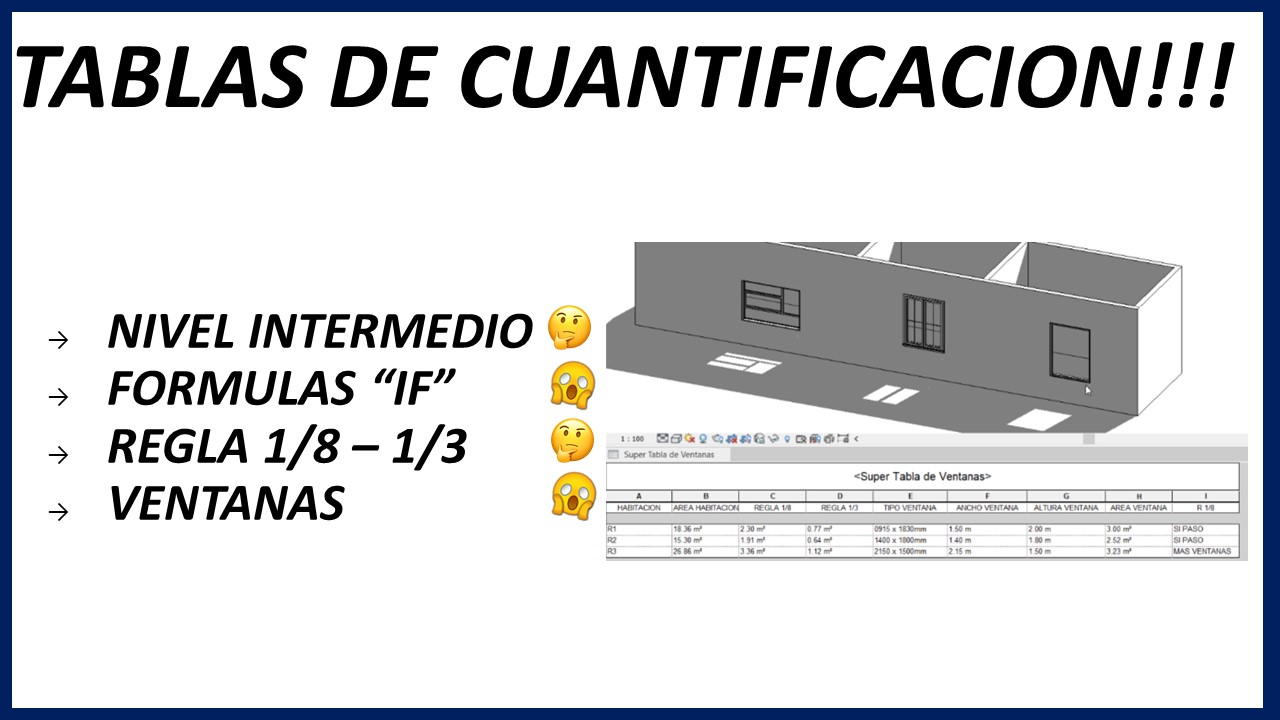 TABLAS DE CUANTIFICACION!!!
→ NIVEL INTERMEDIO 🤔
→ FORMULAS “IF” 😱
→ REGLA 1/8 – 1/3 🤔
→ VENTANAS 😱
1 : 100
Super Tabla de Ventanas
<Super Tabla de Ventanas>
A B C D E F G H I
HABITACION AREA HABITACION REGLA 1/8 REGLA 1/3 TIPO VENTANA ANCHO VENTANA ALTURA VENTANA AREA VENTANA R 1/8
R1 18.36 m² 2.30 m² 0.77 m² 0915 x 1830mm 1.50 m 2.00 m 3.00 m² SI PASO
R2 15.30 m² 1.91 m² 0.64 m² 1400 x 1800mm 1.40 m 1.80 m 2.52 m² SI PASO
R3 26.86 m² 3.36 m² 1.12 m² 2150 x 1500mm 2.15 m 1.50 m 3.23 m² MAS VENTANAS